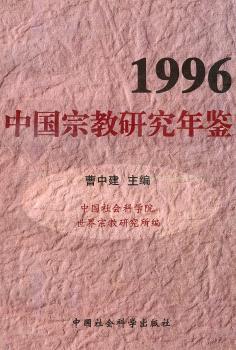 1996
中国宗教研究年鉴
曹中建 主编
中国社会科学院
世界宗教研究所编
中国社会科学出版社